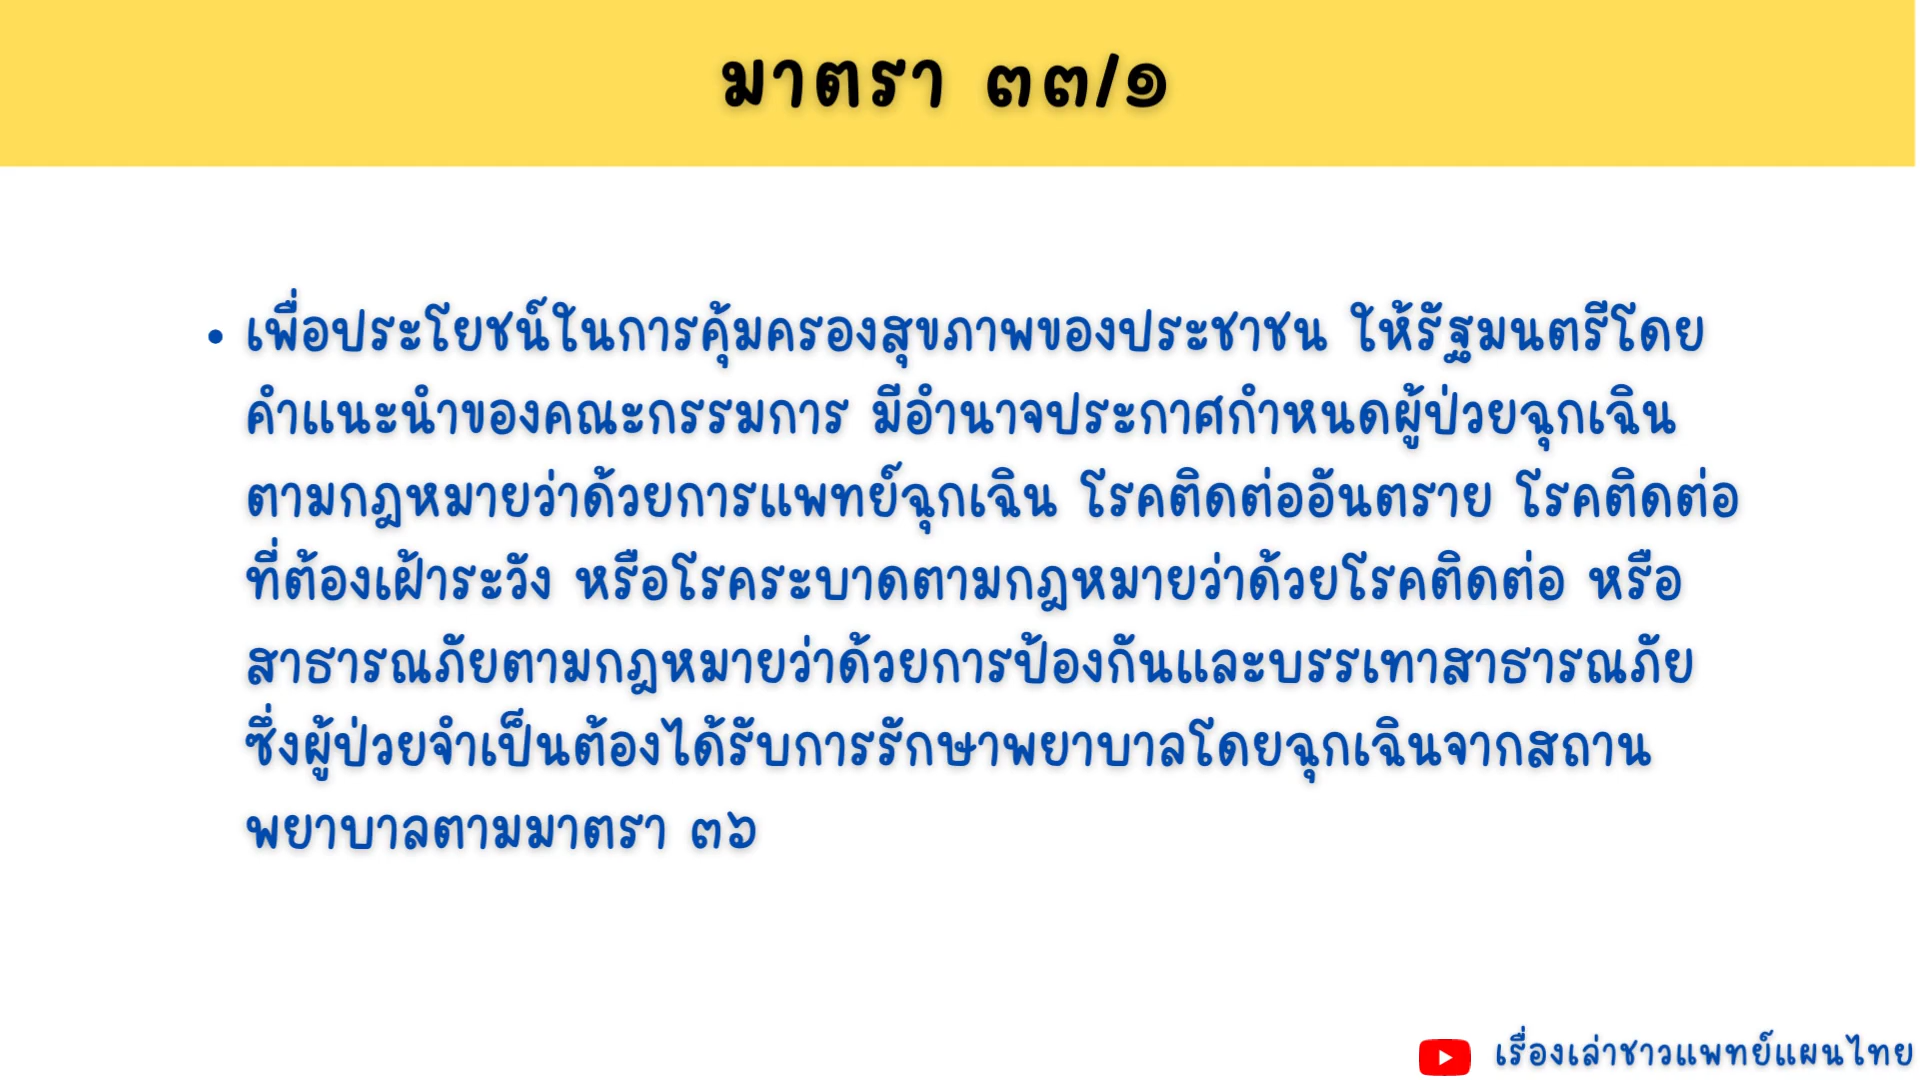 มาตรา ๓๓/๑
• เพื่อประโยชน์ในการคุ้มครองสุขภาพของประชาชน ให้รัฐมนตรีโดย
คำแนะนำของคณะกรรมการ มีอำนาจประกาศกำหนดผู้ป่วยฉุกเฉิน
ตามกฎหมายว่าด้วยการแพทย์ฉุกเฉิน โรคติดต่ออันตราย โรคติดต่อ
ที่ต้องเฝ้าระวัง หรือโรคระบาดตามกฎหมายว่าด้วยโรคติดต่อ หรือ
สาธารณภัยตามกฎหมายว่าด้วยการป้องกันและบรรเทาสาธารณภัย
ซึ่งผู้ป่วยจำเป็นต้องได้รับการรักษาพยาบาลโดยฉุกเฉินจากสถาน
พยาบาลตามมาตรา ๓๖
เรื่องเล่าชาวแพทย์แผนไทย